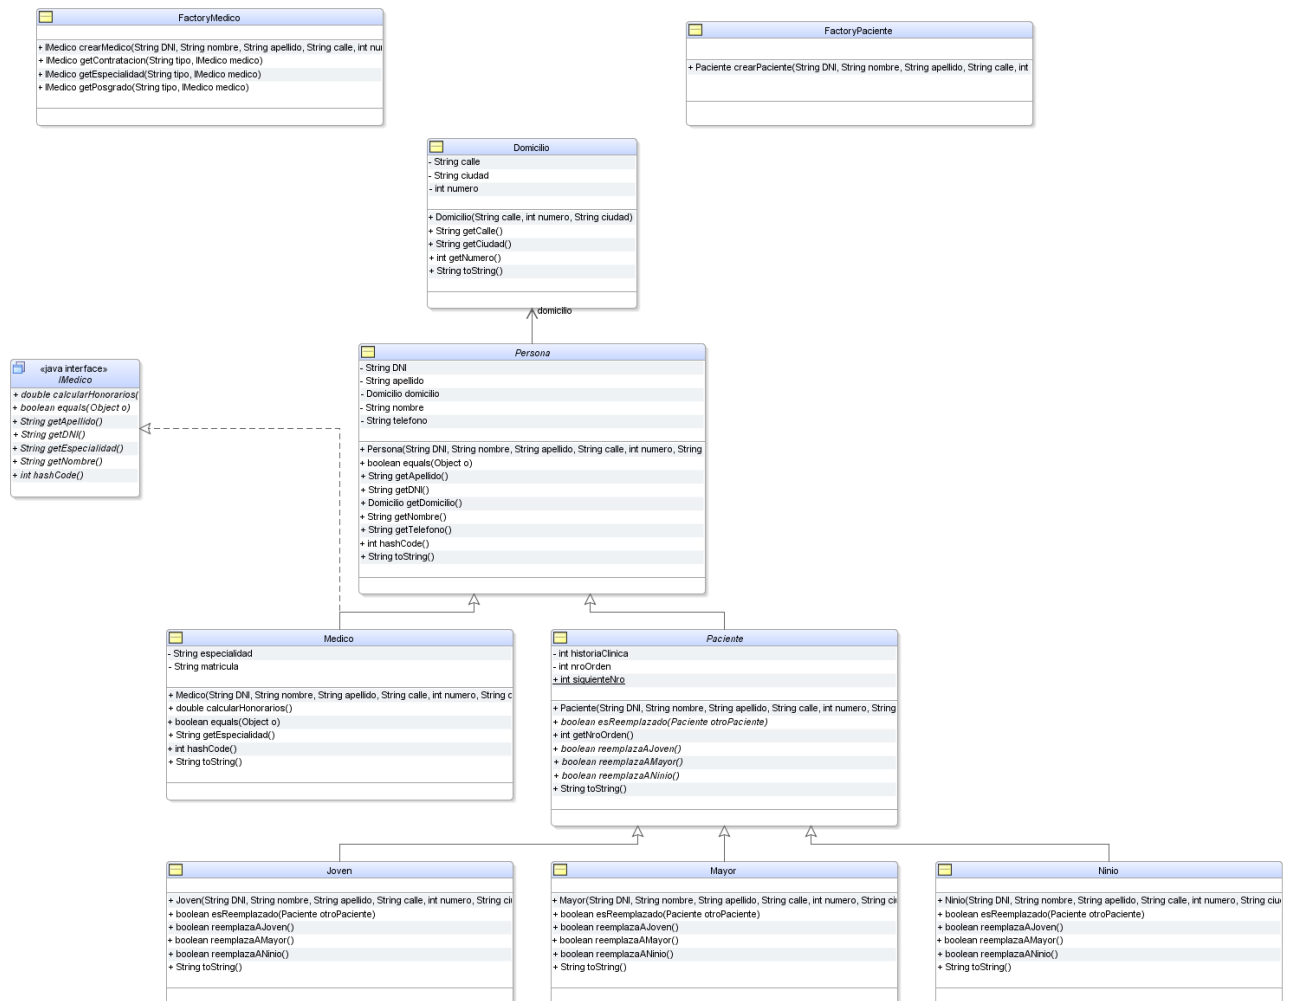 FactoryMedico
+ IMedico crearMedico(String DNI, String nombre, String apellido, String calle, int
+ IMedico getContratacion(String tipo, IMedico medico)
+ IMedico getEspecialidad(String tipo, IMedico medico)
+ IMedico getPosgrado(String tipo, IMedico medico)
FactoryPaciente
+ Paciente crearPaciente(String DNI, String nombre, String apellido, String calle, int
Domicilio
- String calle
- String ciudad
- int numero
+ Domicilio(String calle, int numero, String ciudad)
+ String getCalle()
+ String getCiudad()
+ int getNumero()
+ String toString()
domicilio
«java interface»
IMedico
+ double calcularHonorarios(
+ boolean equals(Object o)
+ String getApellido()
+ String getDNI()
+ String getEspecialidad()
+ String getNombre()
+ int hashCode()
Persona
- String DNI
- String apellido
- Domicilio domicilio
- String nombre
- String telefono
+ Persona(String DNI, String nombre, String apellido, String calle, int numero, String
+ boolean equals(Object o)
+ String getApellido()
+ String getDNI()
+ Domicilio getDomicilio()
+ String getNombre()
+ String getTelefono()
+ int hashCode()
+ String toString()
Medico
- String especialidad
- String matricula
+ Medico(String DNI, String nombre, String apellido, String calle, int numero, String
+ double calcularHonorarios()
+ boolean equals(Object o)
+ String getEspecialidad()
+ int hashCode()
+ String toString()
Paciente
- int historiaClinica
- int nroOrden
+ int siguienteNro
+ Paciente(String DNI, String nombre, String apellido, String calle, int numero, String
+ boolean esReemplazado(Paciente otroPaciente)
+ int getNroOrden()
+ boolean reemplazaAJoven()
+ boolean reemplazaAMayor()
+ boolean reemplazaANinio()
+ String toString()
Joven
+ Joven(String DNI, String nombre, String apellido, String calle, int numero, String
+ boolean esReemplazado(Paciente otroPaciente)
+ boolean reemplazaAJoven()
+ boolean reemplazaAMayor()
+ boolean reemplazaANinio()
+ String toString()
Mayor
+ Mayor(String DNI, String nombre, String apellido, String calle, int numero, String
+ boolean esReemplazado(Paciente otroPaciente)
+ boolean reemplazaAJoven()
+ boolean reemplazaAMayor()
+ boolean reemplazaANinio()
+ String toString()
Ninio
+ Ninio(String DNI, String nombre, String apellido, String calle, int numero, String
+ boolean esReemplazado(Paciente otroPaciente)
+ boolean reemplazaAJoven()
+ boolean reemplazaAMayor()
+ boolean reemplazaANinio()
+ String toString()